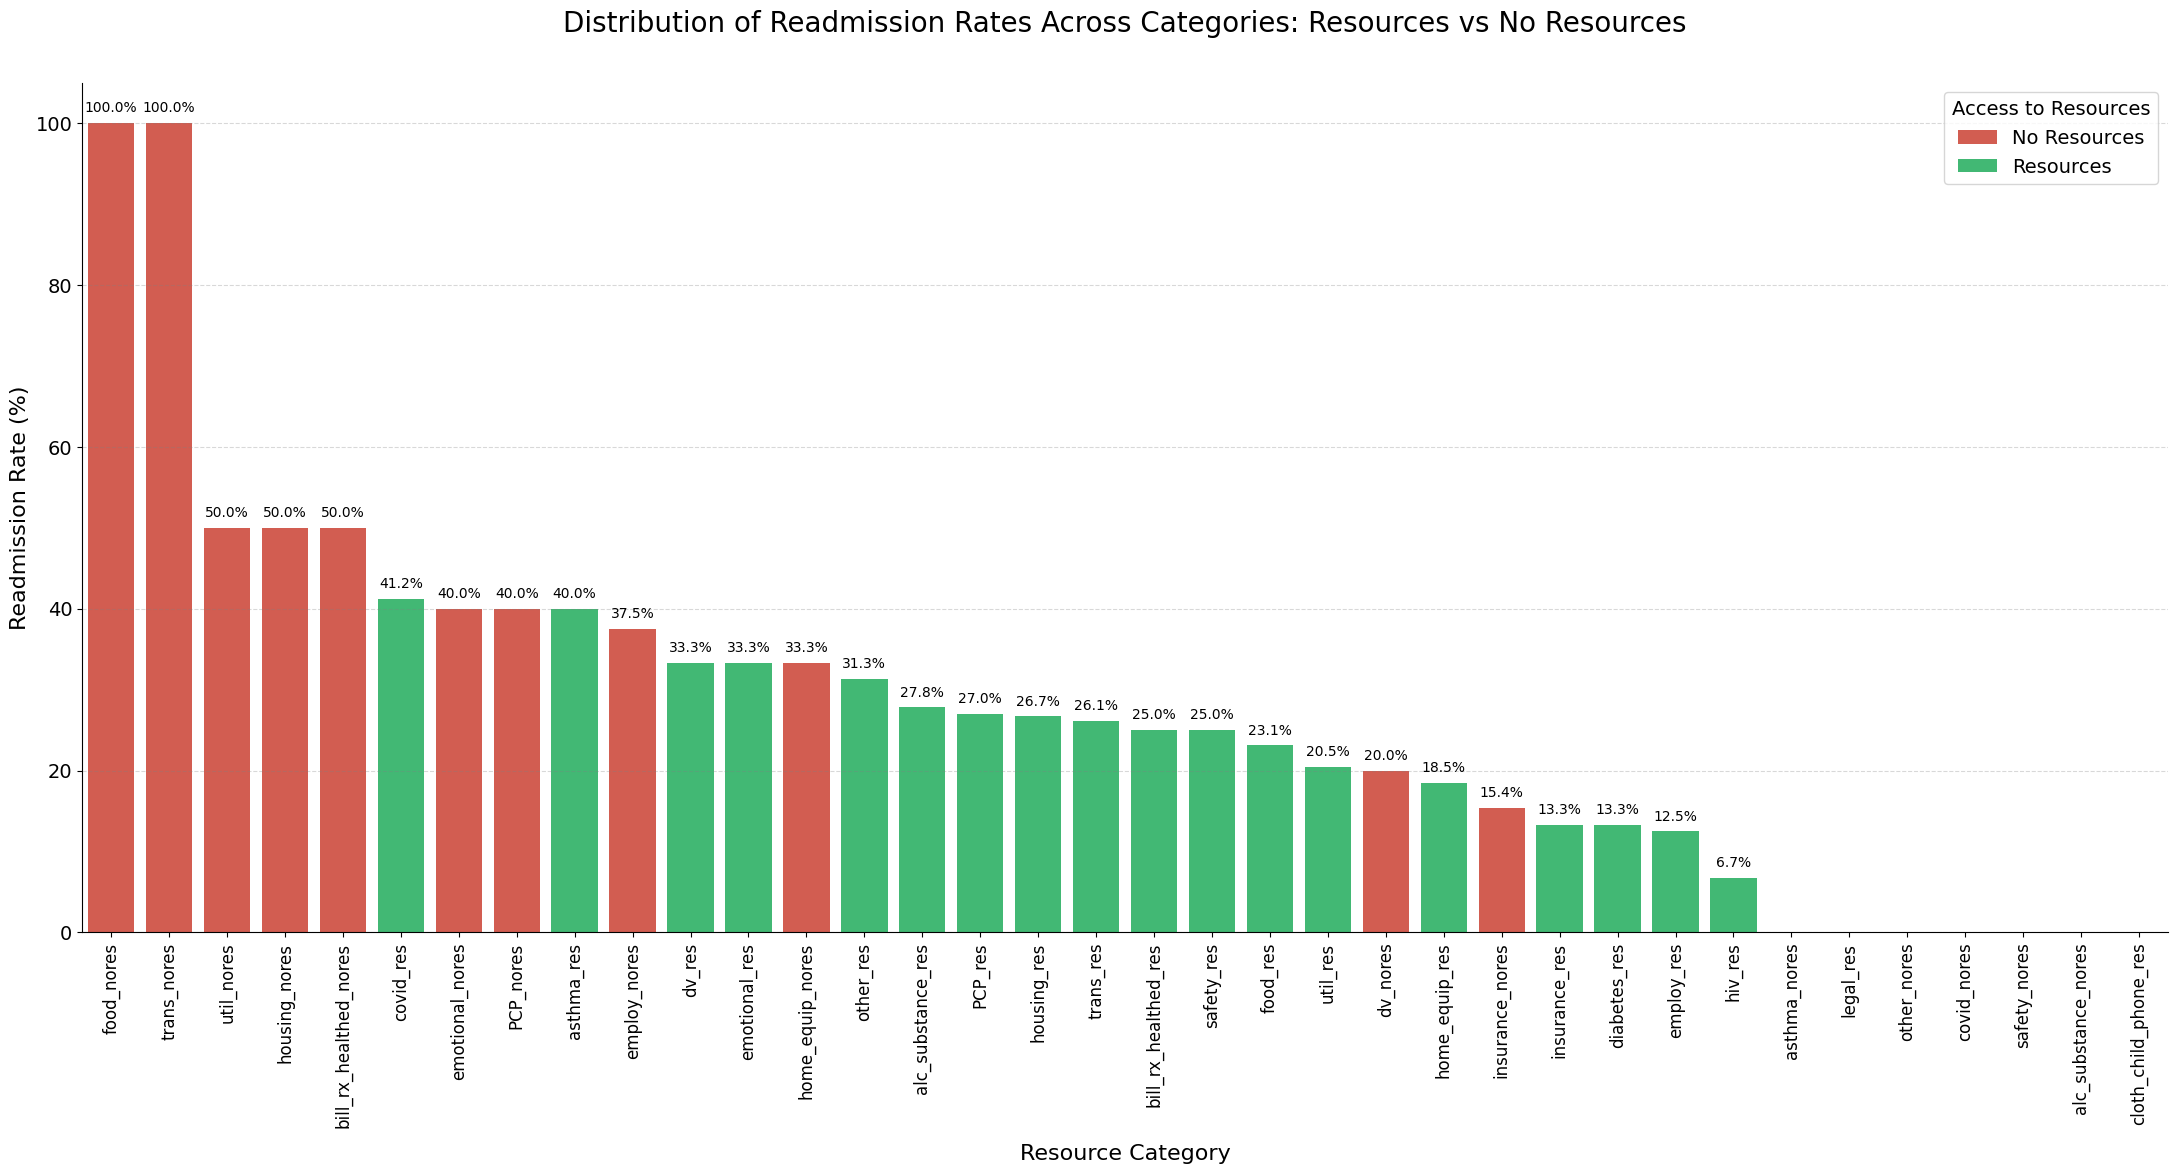 Distribution of Readmission Rates Across Categories: Resources vs No Resources
Access to Resources
No Resources
Resources
Readmission Rate (%)
100
80
60
40
20
0
100.0%
100.0%
50.0%
50.0%
50.0%
41.2%
40.0%
40.0%
40.0%
37.5%
33.3%
33.3%
33.3%
31.3%
27.8%
27.0%
26.7%
26.1%
25.0%
25.0%
23.1%
20.5%
20.0%
18.5%
15.4%
13.3%
13.3%
12.5%
6.7%
food_nores
trans_nores
util_nores
housing_nores
bill_rx_healthed_nores
covid_res
emotional_nores
PCP_nores
asthma_res
employ_nores
dv_res
emotional_res
home_equip_nores
other_res
alc_substance_res
PCP_res
housing_res
trans_res
bill_rx_healthed_res
safety_res
food_res
util_res
dv_nores
home_equip_res
insurance_nores
insurance_res
diabetes_res
employ_res
hiv_res
asthma_nores
legal_res
other_nores
covid_nores
safety_nores
alc_substance_nores
cloth_child_phone_res
Resource Category